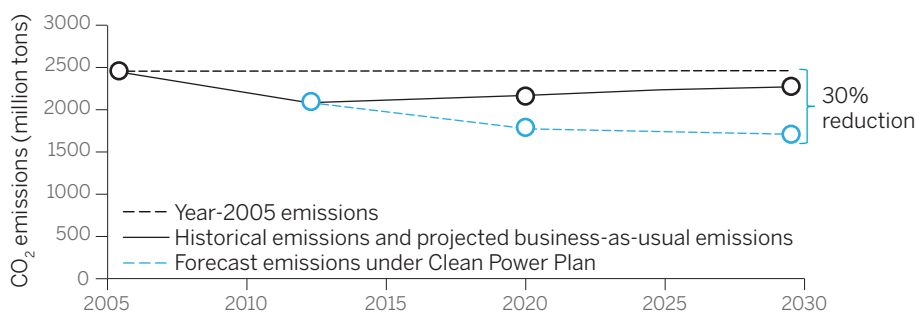 3000
2500
2000
1500
1000
500
0
CO2 emissions (million tons)
30%
reduction
Year-2005 emissions
Historical emissions and projected business-as-usual emissions
Forecast emissions under Clean Power Plan
2005 2010 2015 2020 2025 2030